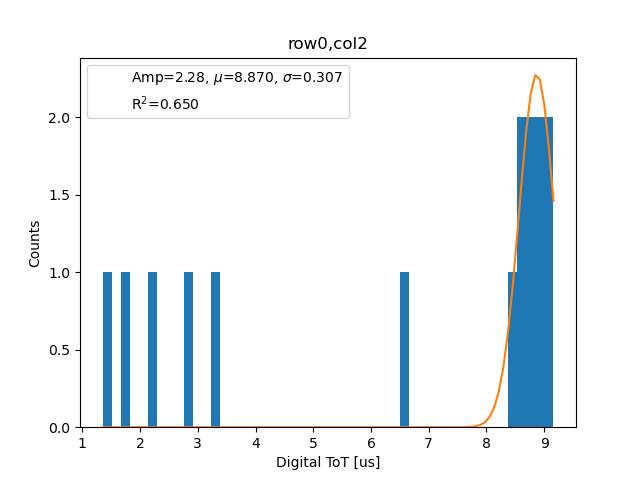 row0,col2
Amp=2.28, μ=8.870, σ=0.307
R²=0.650
Counts
2.0
1.5
1.0
0.5
0.0
1 2 3 4 5 6 7 8 9
Digital ToT [us]